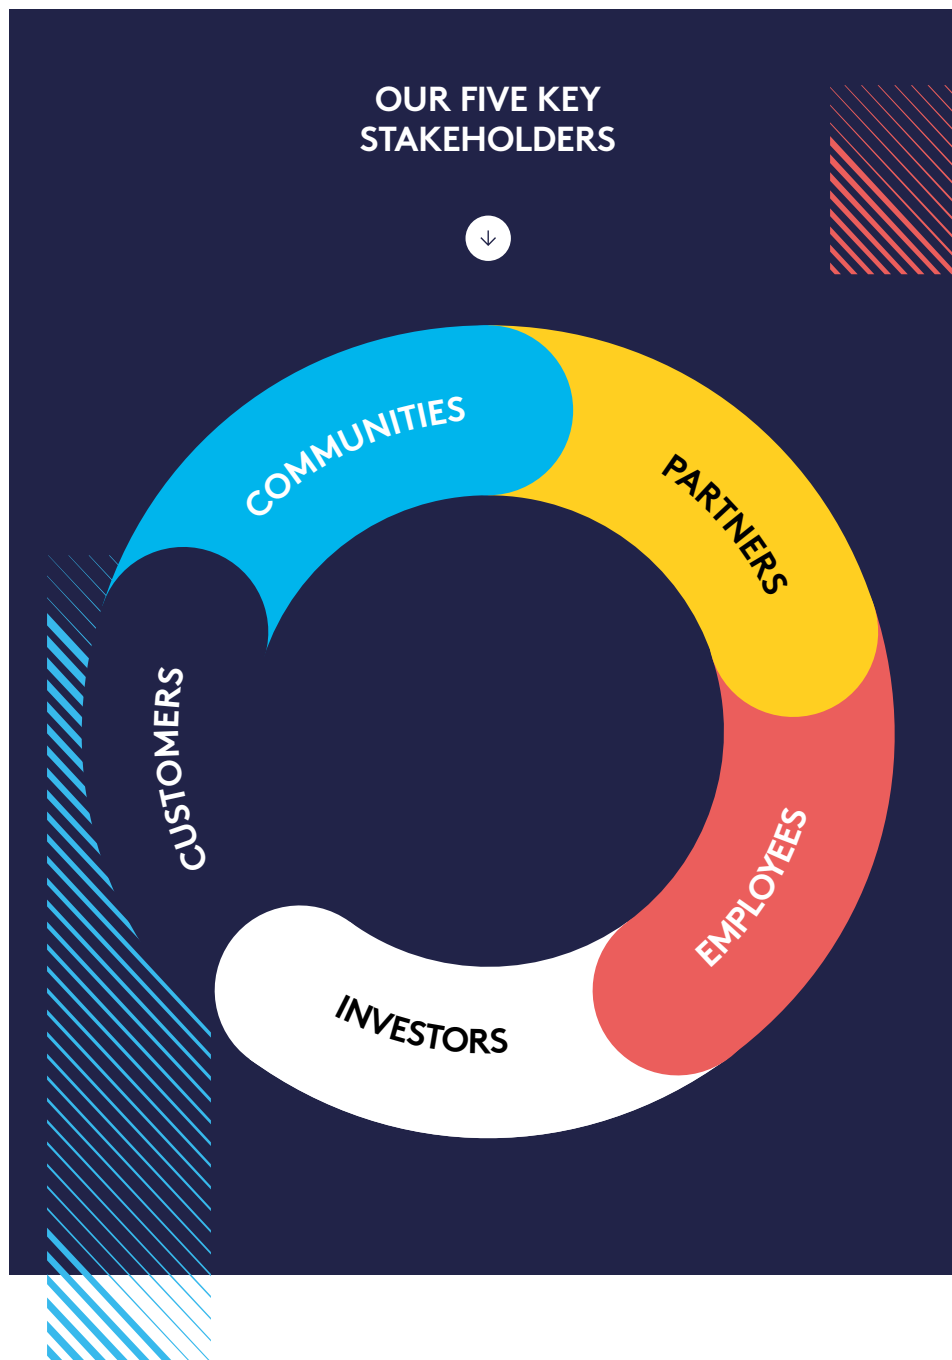 OUR FIVE KEY
STAKEHOLDERS
COMMUNITIES
PARTNERS
CUSTOMERS
EMPLOYEES
INVESTORS